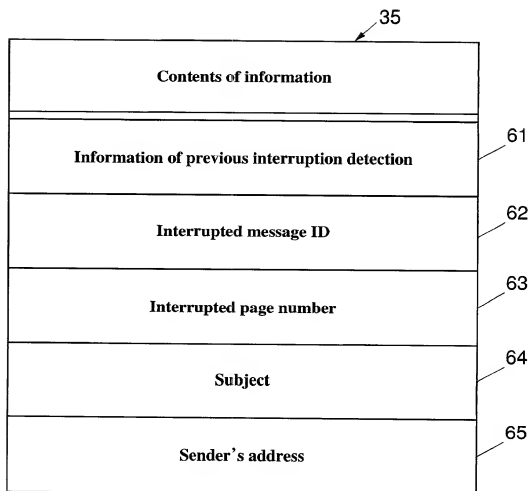 35
Contents of information
Information of previous interruption detection
61
Interrupted message ID
62
Interrupted page number
63
Subject
64
Sender's address
65